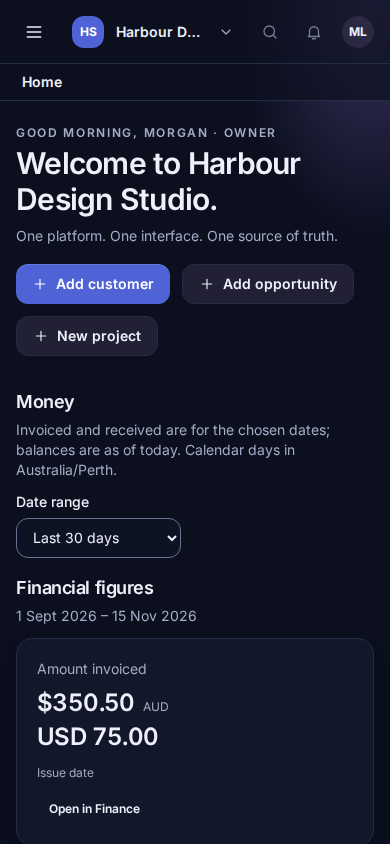 HS Harbour D... ML
Home
GOOD MORNING, MORGAN · OWNER
Welcome to Harbour
Design Studio.
One platform. One interface. One source of truth.
Add customer
Add opportunity
New project
Money
Invoiced and received are for the chosen dates;
balances are as of today. Calendar days in
Australia/Perth.
Date range
Last 30 days
Financial figures
1 Sept 2026 – 15 Nov 2026
Amount invoiced
$350.50 AUD
USD 75.00
Issue date
Open in Finance